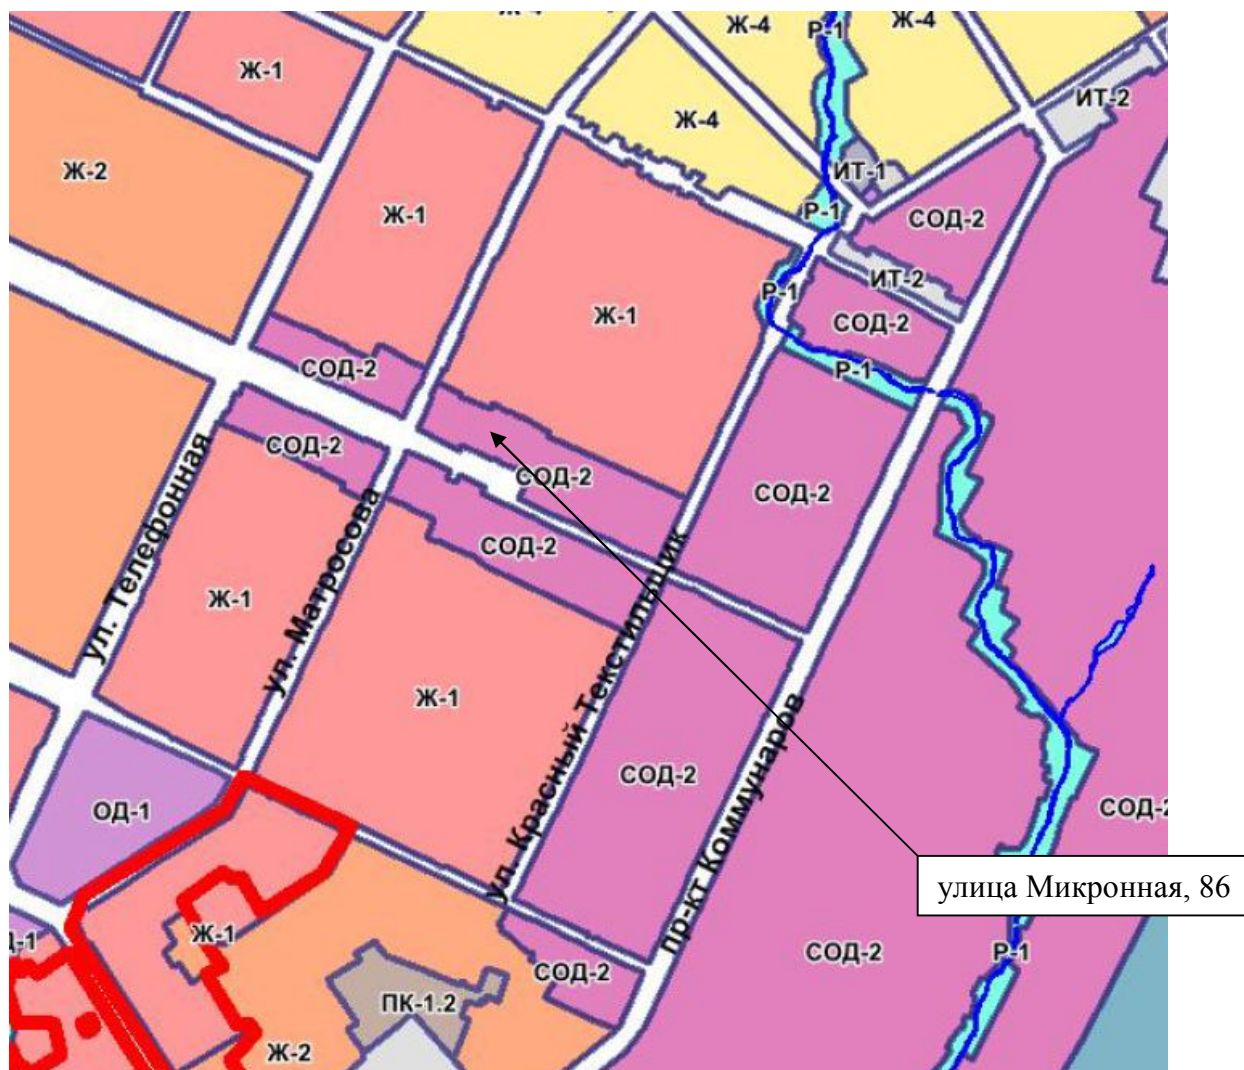 Ж-4
Ж-4
Р-1
Ж-4
Ж-1
ИТ-2
Ж-4
Ж-2
ИТ-1
Ж-1
Р-1
СОД-2
ИТ-2
Р-1
Ж-1
СОД-2
СОД-2
Р-1
СОД-2
СОД-2
СОД-2
СОД-2
ул. Телефонная
ул. Матросова
Ж-1
ул. Красный Текстильщик
Ж-1
пр-кт Коммунаров
СОД-2
ОД-1
СОД-2
улица Микронная, 86
Ж-1
СОД-2
Р-1
СОД-2
ПК-1.2
Ж-2